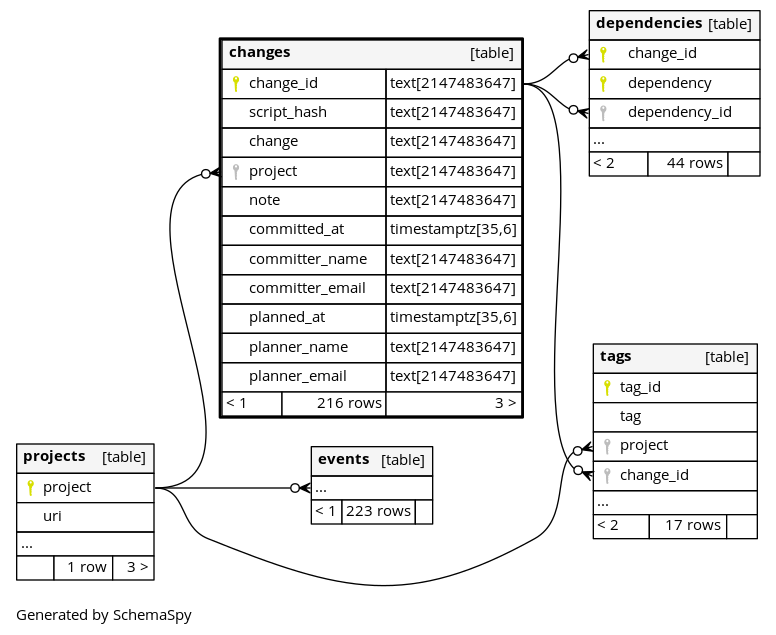 dependencies [table]
change_id
dependency
dependency_id
...
< 2 44 rows
changes [table]
change_id text[2147483647]
script_hash text[2147483647]
change text[2147483647]
project text[2147483647]
note text[2147483647]
committed_at timestamptz[35,6]
committer_name text[2147483647]
committer_email text[2147483647]
planned_at timestamptz[35,6]
planner_name text[2147483647]
planner_email text[2147483647]
< 1 216 rows 3 >
tags [table]
tag_id
tag
project
change_id
...
< 2 17 rows
projects [table]
project
uri
...
1 row 3 >
events [table]
...
< 1 223 rows
Generated by SchemaSpy